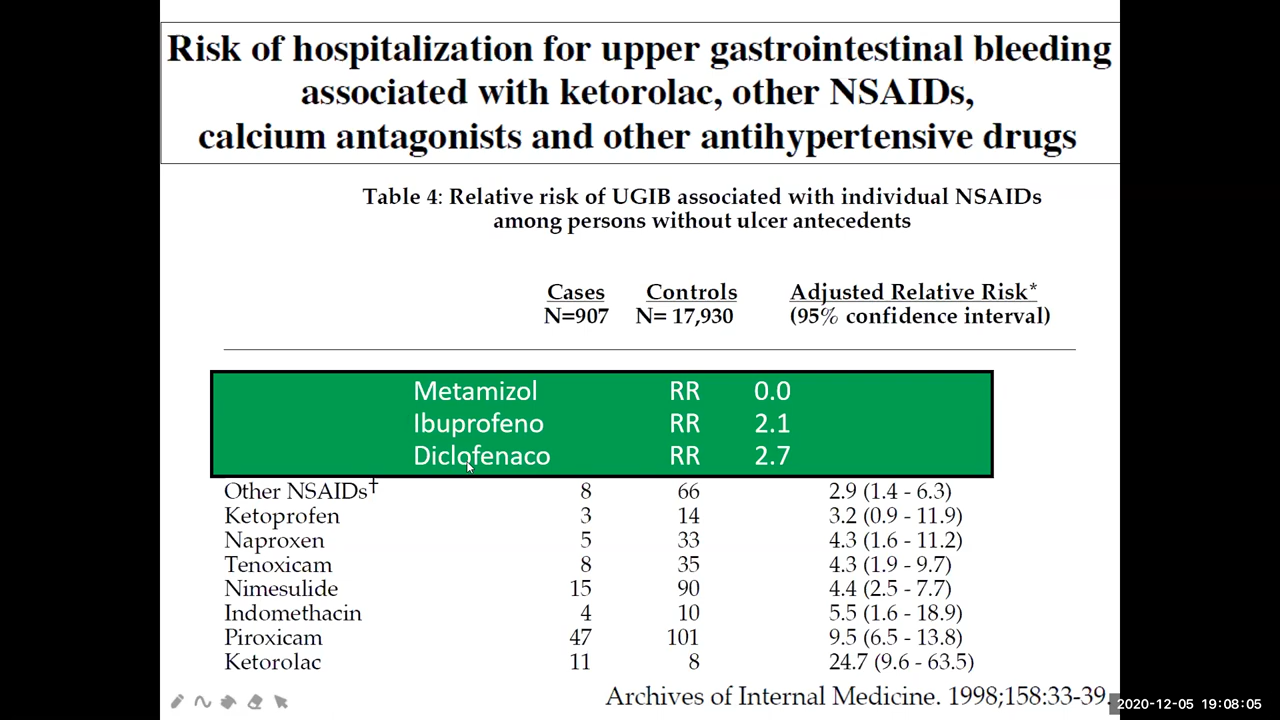 Risk of hospitalization for upper gastrointestinal bleeding
associated with ketorolac, other NSAIDs,
calcium antagonists and other antihypertensive drugs
Table 4: Relative risk of UGIB associated with individual NSAIDs
among persons without ulcer antecedents
Cases Controls Adjusted Relative Risk*
N=907 N= 17,930 (95% confidence interval)
Metamizol RR 0.0
Ibuprofeno RR 2.1
Diclofenaco RR 2.7
Other NSAIDs† 8 66 2.9 (1.4 - 6.3)
Ketoprofen 3 14 3.2 (0.9 - 11.9)
Naproxen 5 33 4.3 (1.6 - 11.2)
Tenoxicam 8 35 4.3 (1.9 - 9.7)
Nimesulide 15 90 4.4 (2.5 - 7.7)
Indomethacin 4 10 5.5 (1.6 - 18.9)
Piroxicam 47 101 9.5 (6.5 - 13.8)
Ketorolac 11 8 24.7 (9.6 - 63.5)
Archives of Internal Medicine. 1998;158:33-39.
2020-12-05 19:08:05